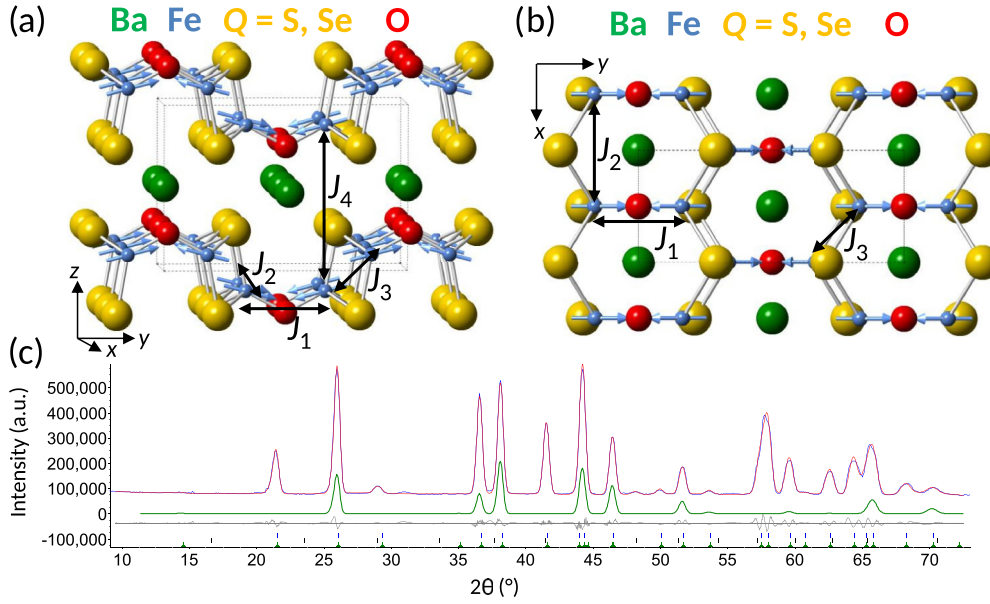 (a) Ba Fe Q = S, Se O
J4
J2
J3
J1
z
y
x
(b) Ba Fe Q = S, Se O
y
x
J2
J1
J3
(c)
Intensity (a.u.)
500,000
400,000
300,000
200,000
100,000
0
-100,000
10 15 20 25 30 35 40 45 50 55 60 65 70
2θ (°)